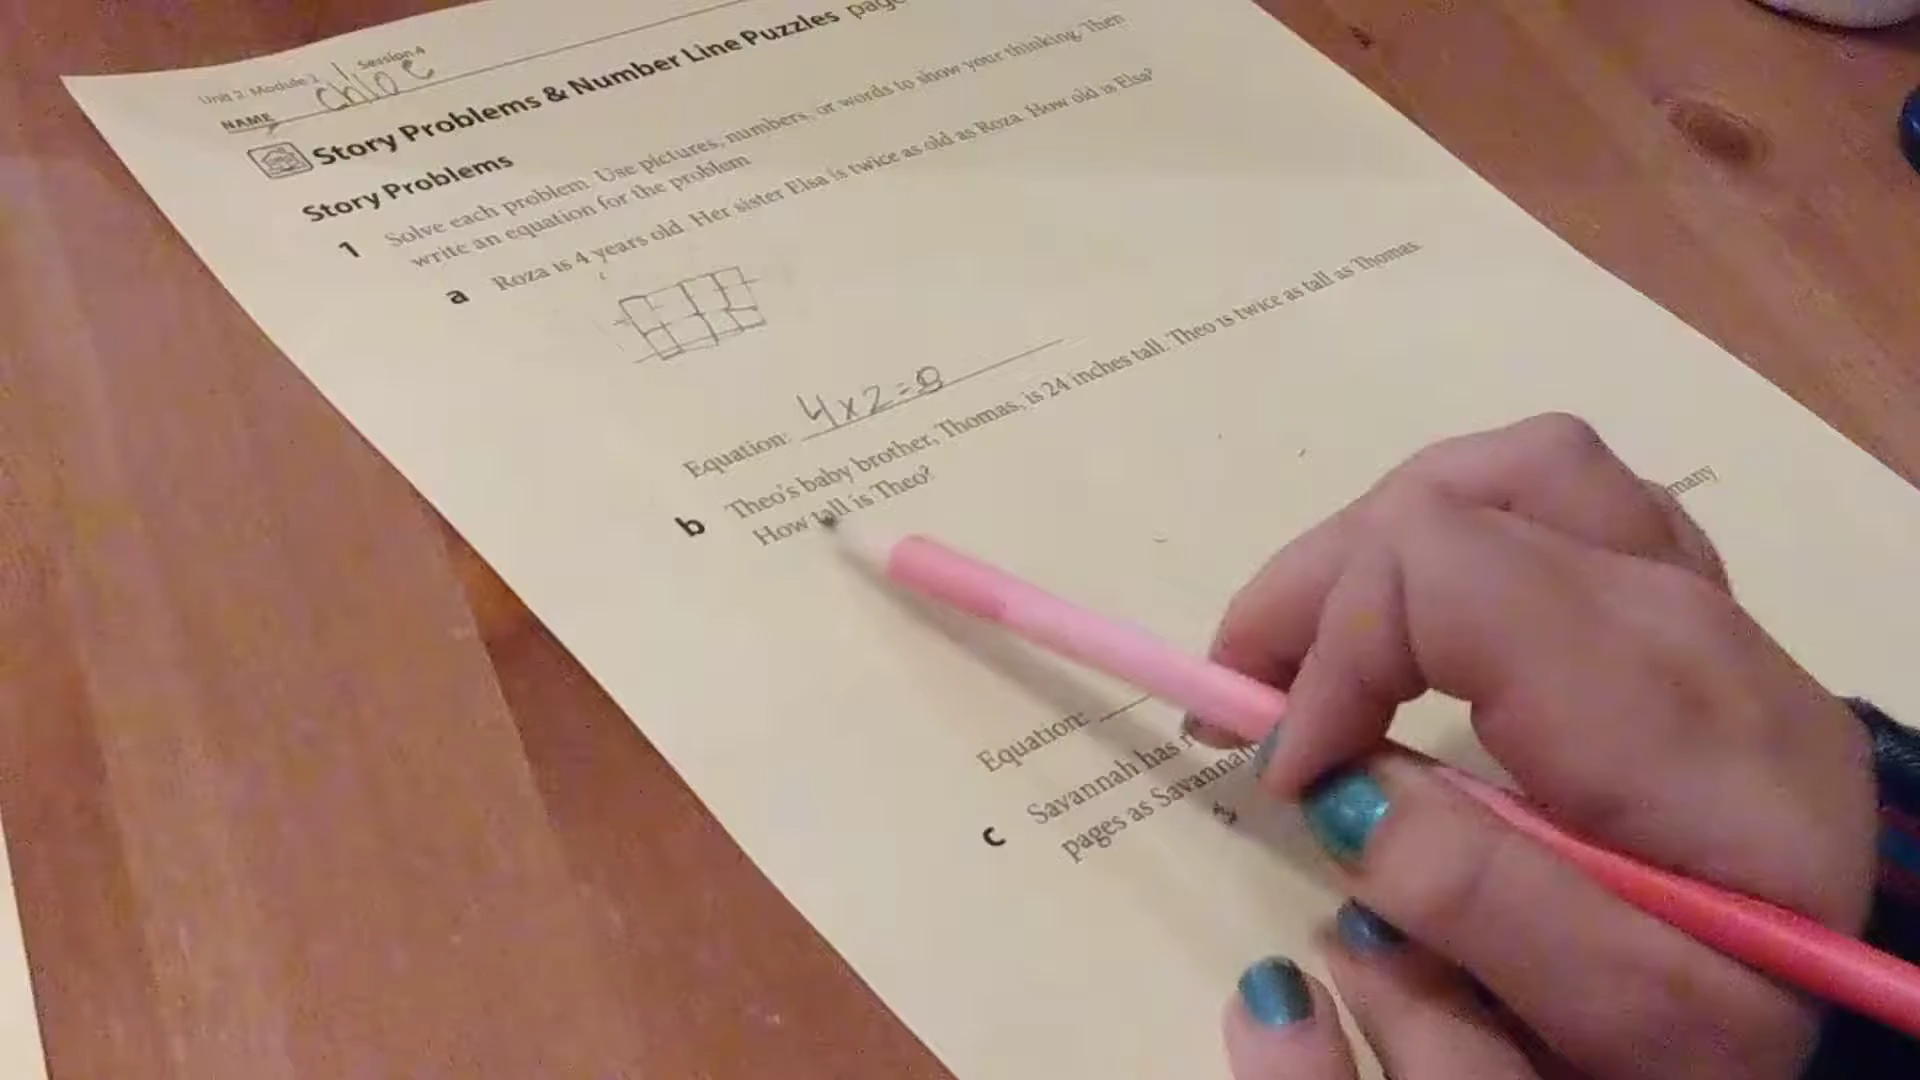 Unit 2 Module 2 Session 4
NAME Chloe
Story Problems & Number Line Puzzles page
Story Problems
1 Solve each problem. Use pictures, numbers, or words to show your thinking. Then
write an equation for the problem.
a Roza is 4 years old. Her sister Elsa is twice as old as Roza. How old is Elsa?
Equation: 4x2=8
b Theo's baby brother, Thomas, is 24 inches tall. Theo is twice as tall as Thomas.
How tall is Theo?
Equation:
c Savannah has many
pages as Savannah